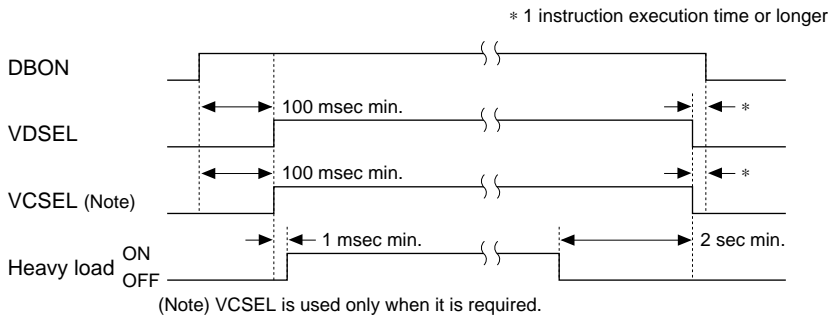 ∗ 1 instruction execution time or longer
DBON
100 msec min.
∗
VDSEL
100 msec min.
∗
VCSEL (Note)
1 msec min.
2 sec min.
Heavy load ON
OFF
(Note) VCSEL is used only when it is required.